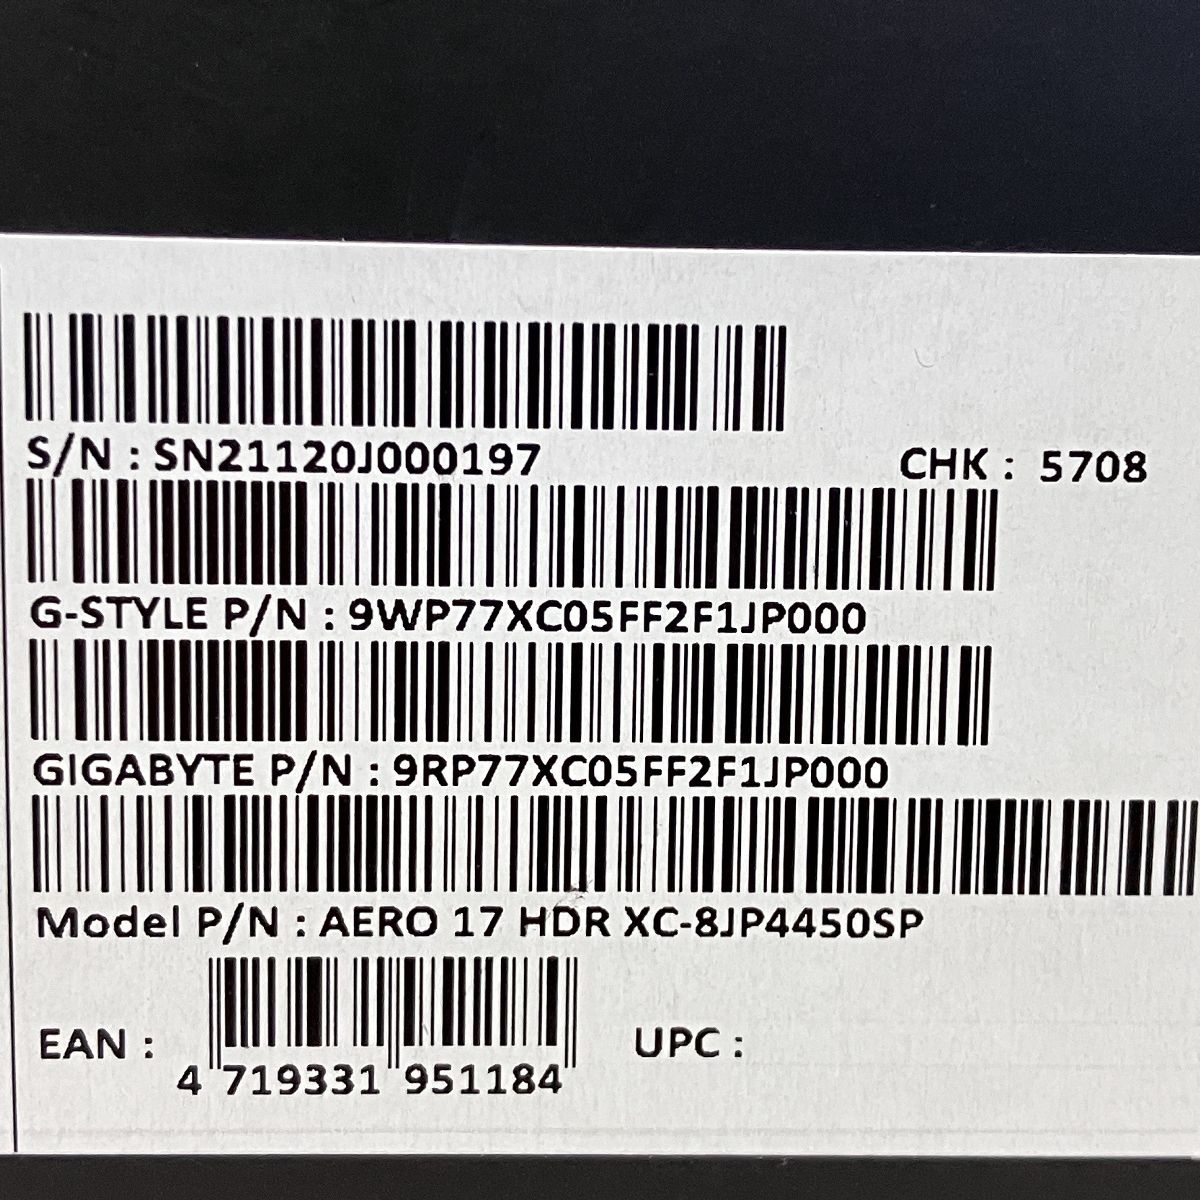 S/N : SN21120J000197
CHK : 5708
G-STYLE P/N : 9WP77XC05FF2F1JP000
GIGABYTE P/N : 9RP77XC05FF2F1JP000
Model P/N : AERO 17 HDR XC-8JP4450SP
EAN :
4 719331 951184
UPC :